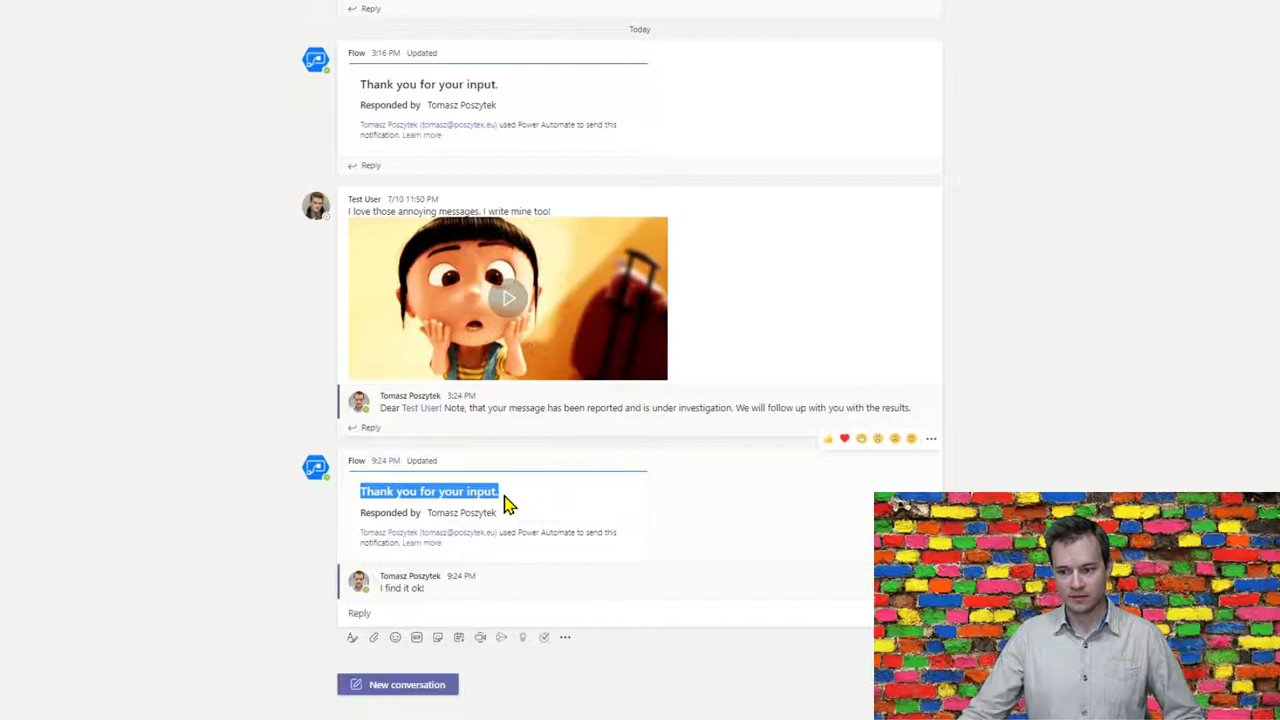 Reply
Today
Flow 3:16 PM Updated
Thank you for your input.
Responded by Tomasz Poszytek
Tomasz Poszytek (tomasz@poszytek.eu) used Power Automate to send this
notification. Learn more
Reply
Test User 7/10 11:50 PM
I love those annoying messages. I write mine too!
Tomasz Poszytek 3:24 PM
Dear Test User! Note, that your message has been reported and is under investigation. We will follow up with you with the results.
Reply
Flow 9:24 PM Updated
Thank you for your input.
Responded by Tomasz Poszytek
Tomasz Poszytek (tomasz@poszytek.eu) used Power Automate to send this
notification. Learn more
Tomasz Poszytek 9:24 PM
I find it ok!
Reply
New conversation